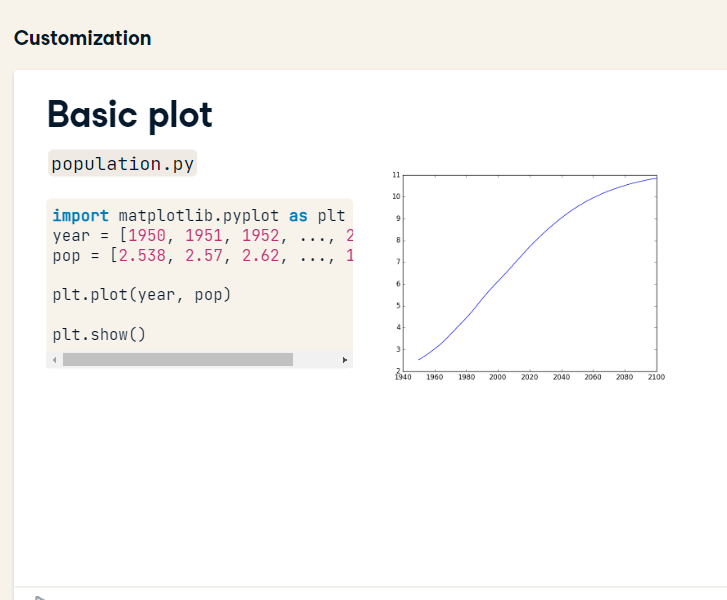 Customization
Basic plot
population.py
import matplotlib.pyplot as plt
year = [1950, 1951, 1952, ..., 2
pop = [2.538, 2.57, 2.62, ..., 1
plt.plot(year, pop)
plt.show()
11
10
9
8
7
6
5
4
3
2
1940 1960 1980 2000 2020 2040 2060 2080 2100